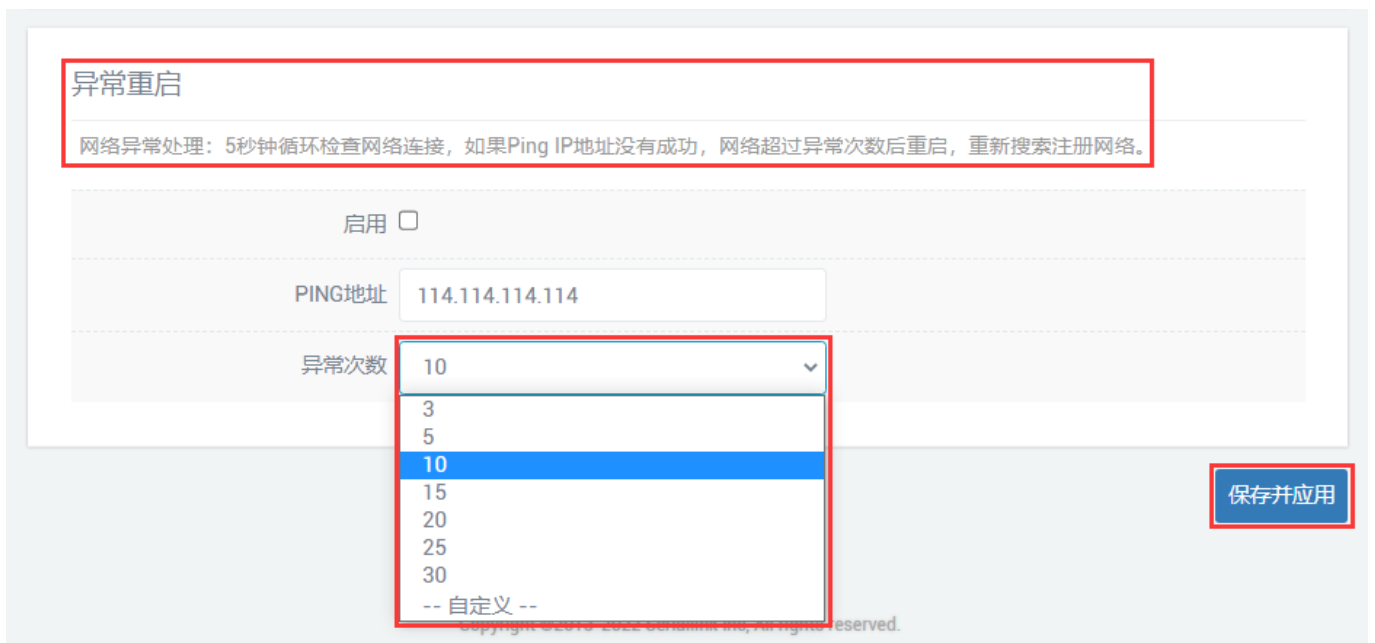 异常重启
网络异常处理：5秒钟循环检查网络连接，如果Ping IP地址没有成功，网络超过异常次数后重启，重新搜索注册网络。
启用
PING地址
114.114.114.114
异常次数
10
3
5
10
15
20
25
30
-- 自定义 --
保存并应用
reserved.